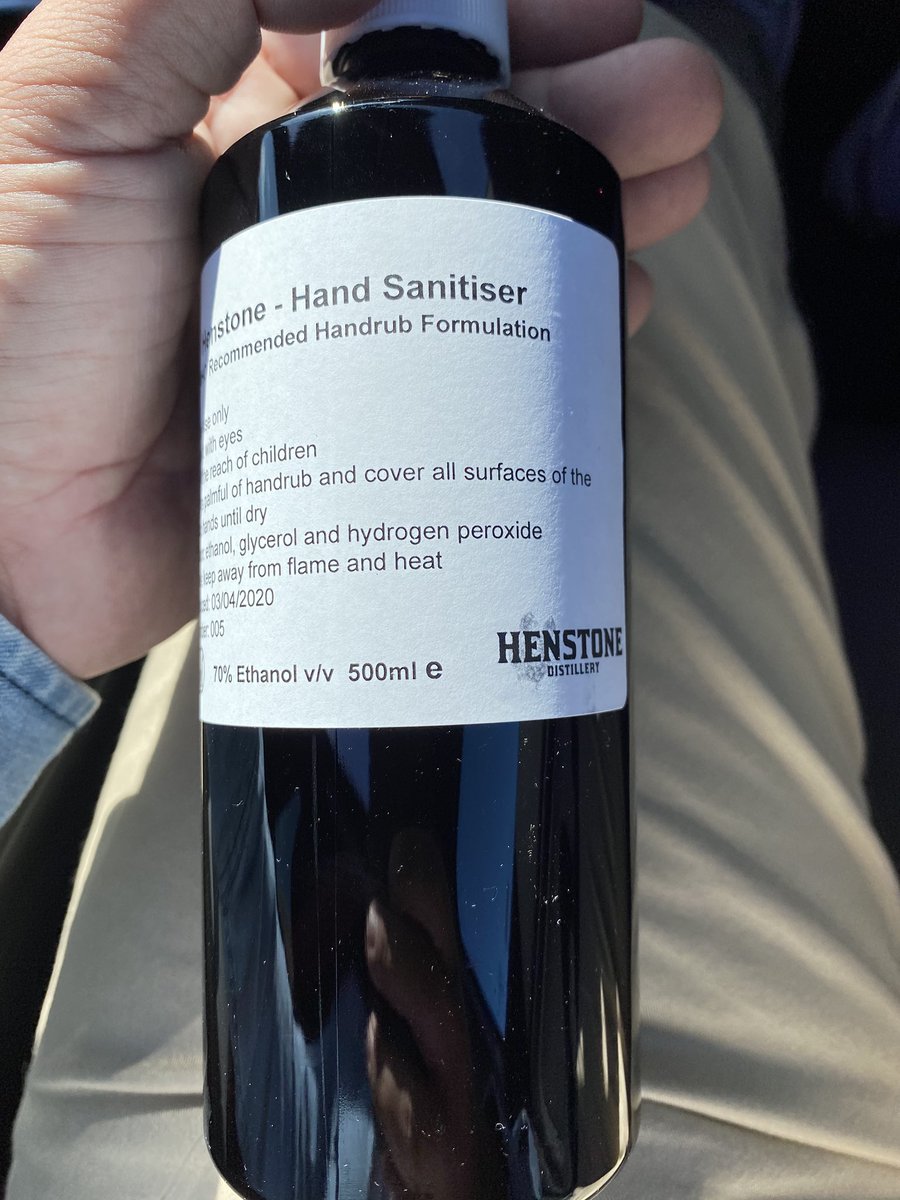 Henstone - Hand Sanitiser
Recommended Handrub Formulation
only
with eyes
reach of children
palmful of handrub and cover all surfaces of the
hands until dry
ethanol, glycerol and hydrogen peroxide
keep away from flame and heat
03/04/2020
005
70% Ethanol v/v 500ml e
HENSTONE
DISTILLERY